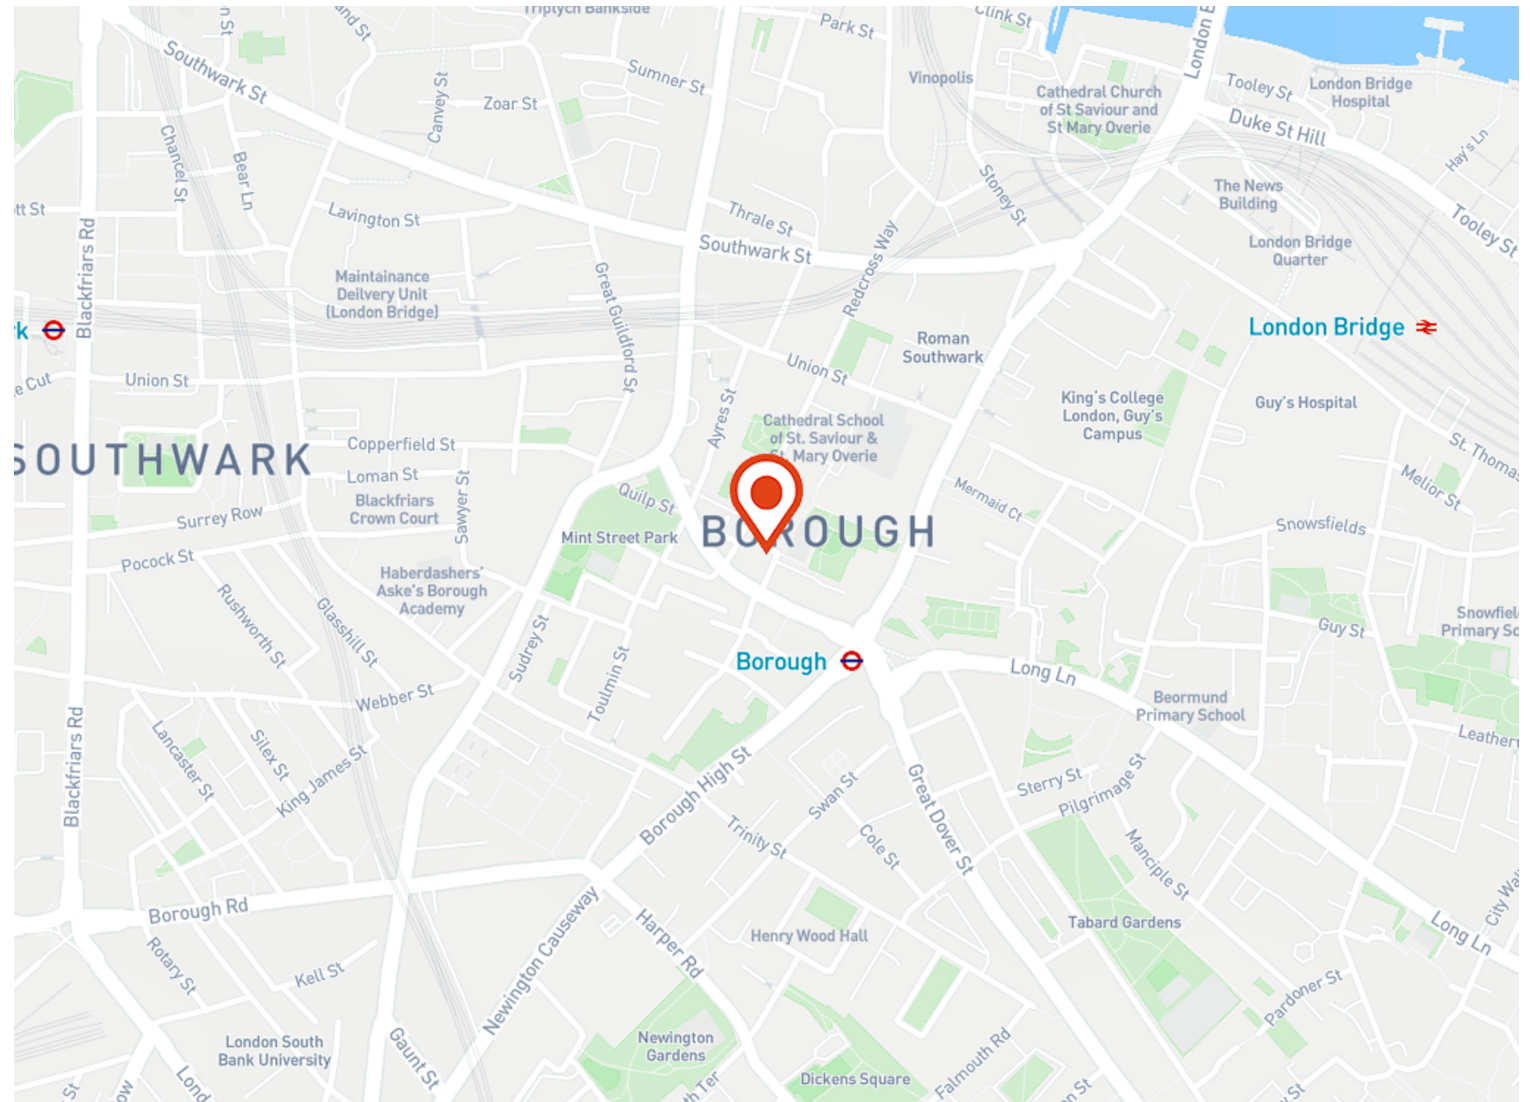 Triptych Bankside
Park St
Clink St
London B
Southwark St
Sumner St
Vinopolis
Cathedral Church
of St Saviour and
St Mary Overie
Tooley St
London Bridge
Hospital
Canvey St
Zoar St
Duke St Hill
Hay's Ln
Chancel St
Bear Ln
Stoney St
The News
Building
Lavington St
Thrale St
Redcross Way
Tooley St
Blackfriars Rd
Southwark St
London Bridge
Quarter
Maintainance
Deilvery Unit
(London Bridge)
Great Guildford St
London Bridge
Roman
Southwark
Union St
Union St
King's College
London, Guy's
Campus
Guy's Hospital
Ayres St
Cathedral School
of St. Saviour &
St. Mary Overie
Copperfield St
SOUTHWARK
Loman St
St. Thomas
Melior St
Blackfriars
Crown Court
Sawyer St
Quilp St
Mermaid Ct
Surrey Row
Snowsfields
BOROUGH
Mint Street Park
Pocock St
Haberdashers'
Aske's Borough
Academy
Rushworth St
Glasshill St
Sudrey St
Toulmin St
Snowfiel
Primary Sc
Guy St
Borough
Long Ln
Webber St
Beormund
Primary School
Blackfriars Rd
Lancaster St
Silex St
King James St
Borough High St
Swan St
Great Dover St
Sterry St
Pilgrimage St
Trinity St
Cole St
Manciple St
Borough Rd
Newington Causeway
Harper Rd
Henry Wood Hall
Tabard Gardens
City Wal
Long Ln
Rotary St
Kell St
Pardoner St
London South
Bank University
Gaunt St
Newington
Gardens
Dickens Square
Falmouth Rd
Lond